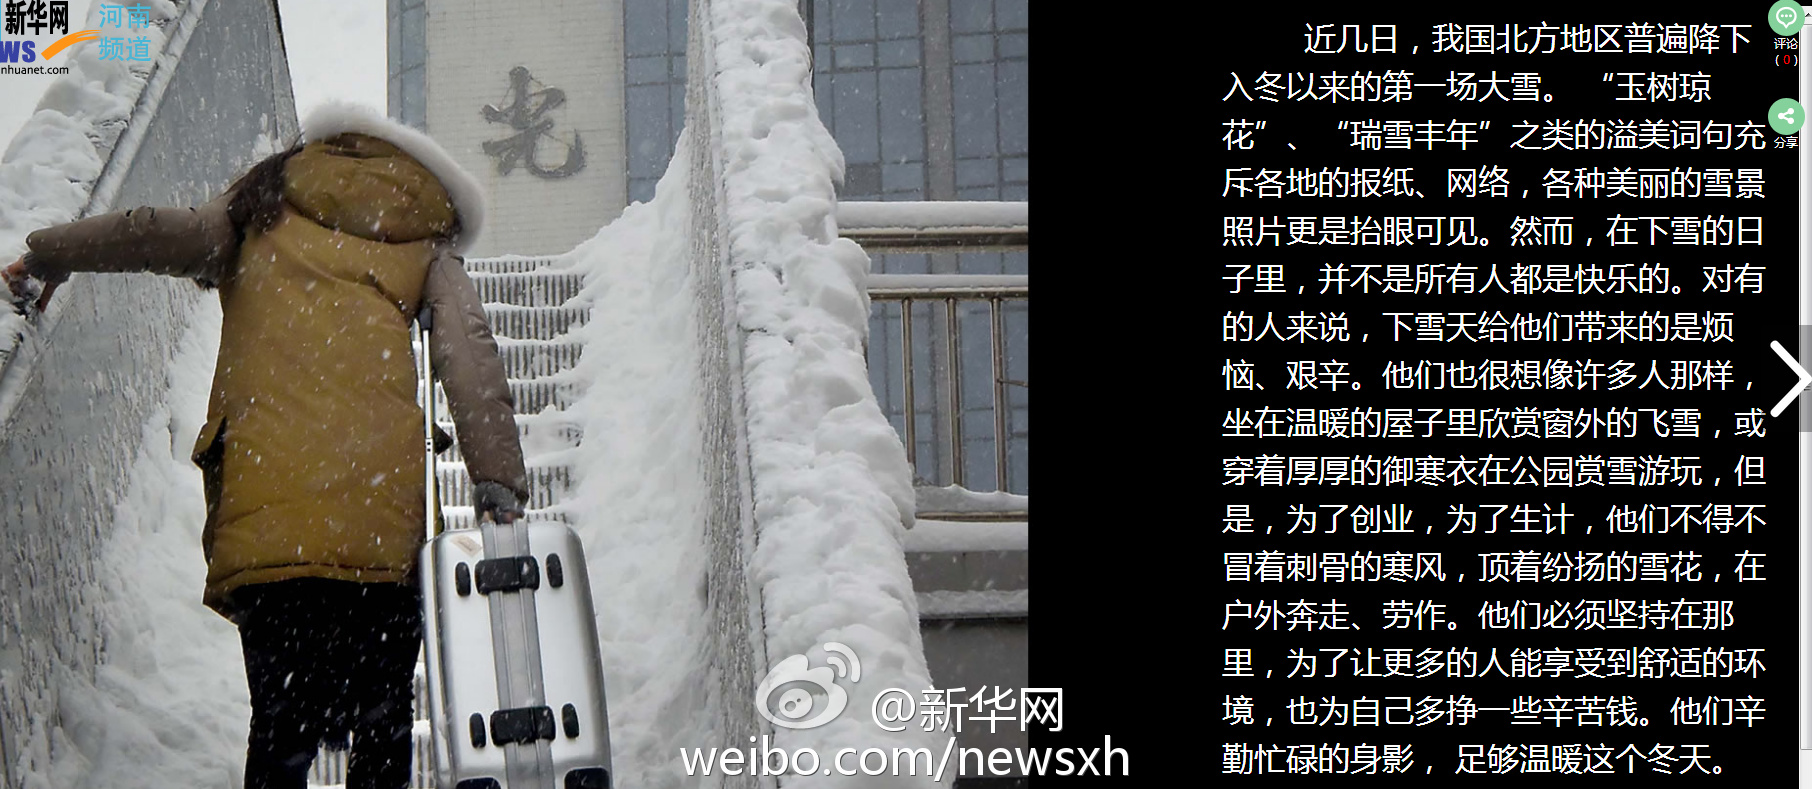 新华网
河南
频道
WS
nhuanet.com
光
近几日，我国北方地区普遍降下
入冬以来的第一场大雪。 “玉树琼
花”、 “瑞雪丰年”之类的溢美词句充
斥各地的报纸、网络，各种美丽的雪景
照片更是抬眼可见。然而，在下雪的日
子里，并不是所有人都是快乐的。对有
的人来说，下雪天给他们带来的是烦
恼、艰辛。他们也很想像许多人那样，
坐在温暖的屋子里欣赏窗外的飞雪，或
穿着厚厚的御寒衣在公园赏雪游玩，但
是，为了创业，为了生计，他们不得不
冒着刺骨的寒风，顶着纷扬的雪花，在
户外奔走、劳作。他们必须坚持在那
里，为了让更多的人能享受到舒适的环
境，也为自己多挣一些辛苦钱。他们辛
勤忙碌的身影， 足够温暖这个冬天。
评论
(0)
分享
@新华网
weibo.com/newsxh